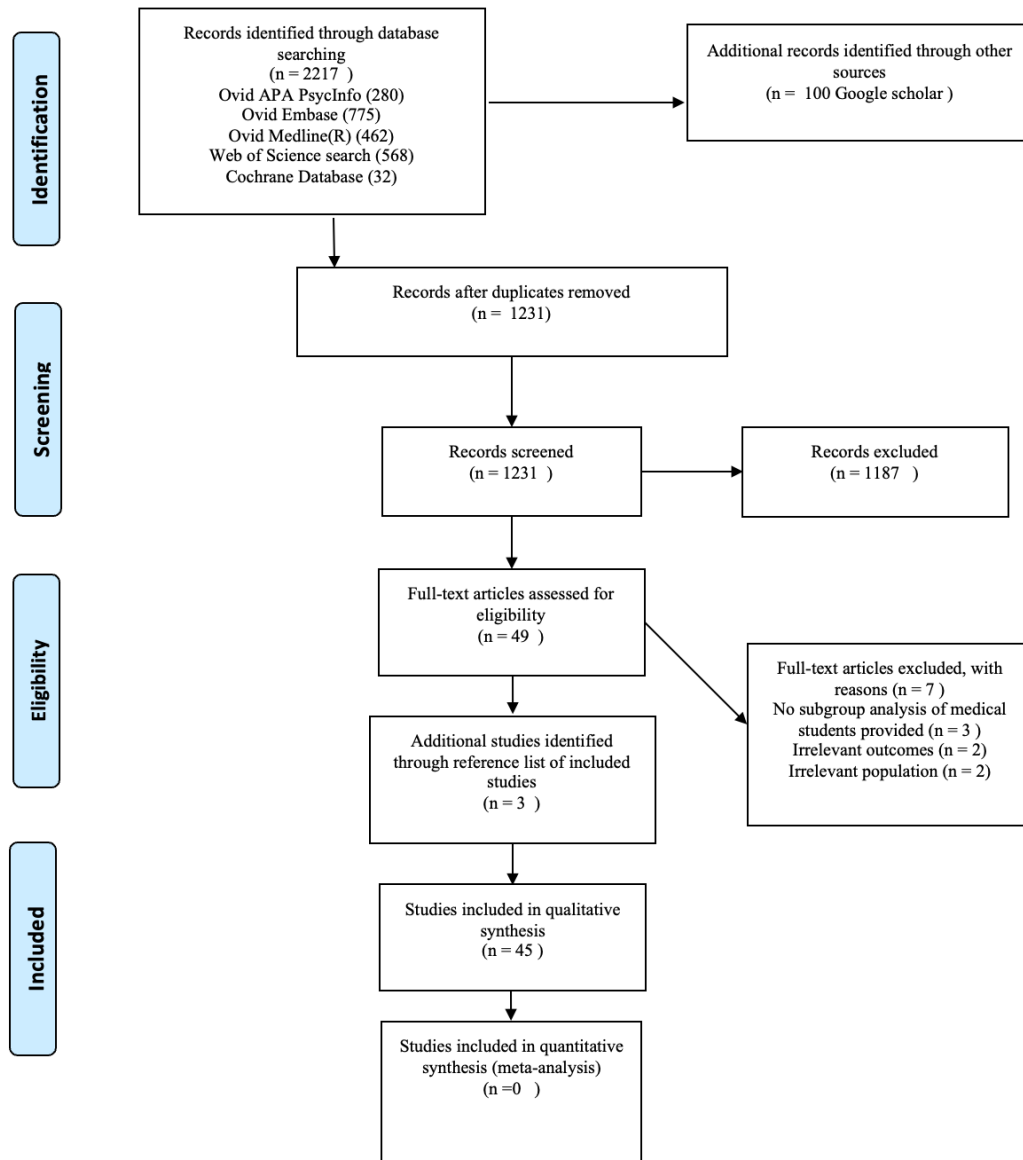 Identification
Records identified through database
searching
(n = 2217 )
Ovid APA PsycInfo (280)
Ovid Embase (775)
Ovid Medline(R) (462)
Web of Science search (568)
Cochrane Database (32)
Additional records identified through other
sources
(n = 100 Google scholar )
Screening
Records after duplicates removed
(n = 1231)
Records screened
(n = 1231 )
Records excluded
(n = 1187 )
Eligibility
Full-text articles assessed for
eligibility
(n = 49 )
Full-text articles excluded, with
reasons (n = 7 )
No subgroup analysis of medical
students provided (n = 3 )
Irrelevant outcomes (n = 2)
Irrelevant population (n = 2)
Additional studies identified
through reference list of included
studies
(n = 3 )
Included
Studies included in qualitative
synthesis
(n = 45 )
Studies included in quantitative
synthesis (meta-analysis)
(n =0 )